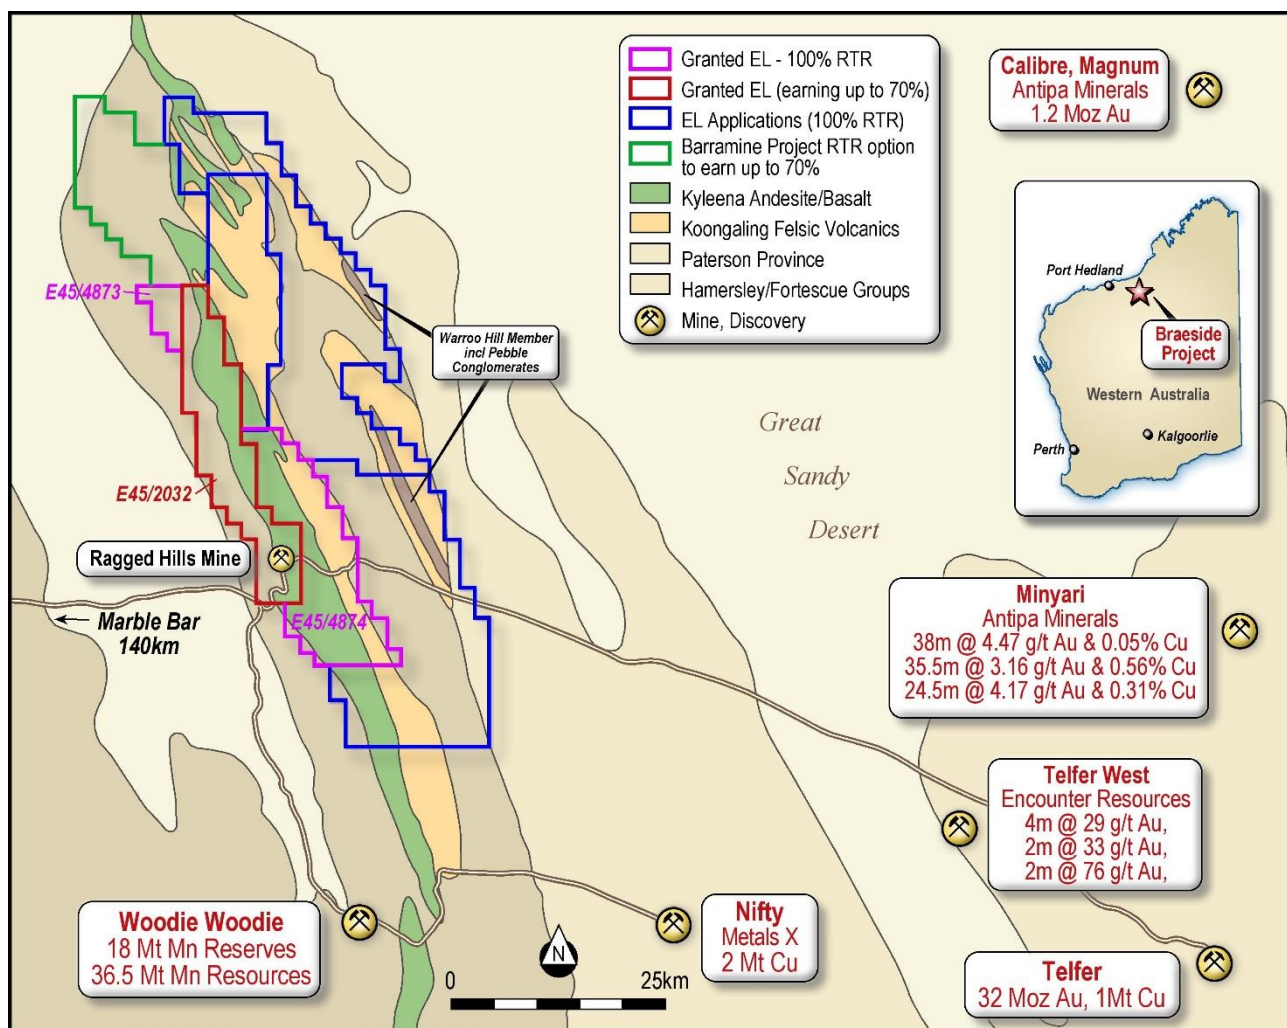 Granted EL - 100% RTR
Granted EL (earning up to 70%)
EL Applications (100% RTR)
Barramine Project RTR option
to earn up to 70%
Kyleena Andesite/Basalt
Koongaling Felsic Volcanics
Paterson Province
Hamersley/Fortescue Groups
Mine, Discovery
Calibre, Magnum
Antipa Minerals
1.2 Moz Au
Port Hedland
Braeside
Project
Western Australia
Kalgoorlie
Perth
E45/4873
Warroo Hill Member
incl Pebble
Conglomerates
Great
Sandy
Desert
E45/2032
Ragged Hills Mine
Marble Bar
140km
E45/4874
Minyari
Antipa Minerals
38m @ 4.47 g/t Au & 0.05% Cu
35.5m @ 3.16 g/t Au & 0.56% Cu
24.5m @ 4.17 g/t Au & 0.31% Cu
Telfer West
Encounter Resources
4m @ 29 g/t Au,
2m @ 33 g/t Au,
2m @ 76 g/t Au,
Woodie Woodie
18 Mt Mn Reserves
36.5 Mt Mn Resources
Nifty
Metals X
2 Mt Cu
N
0 25km
Telfer
32 Moz Au, 1Mt Cu